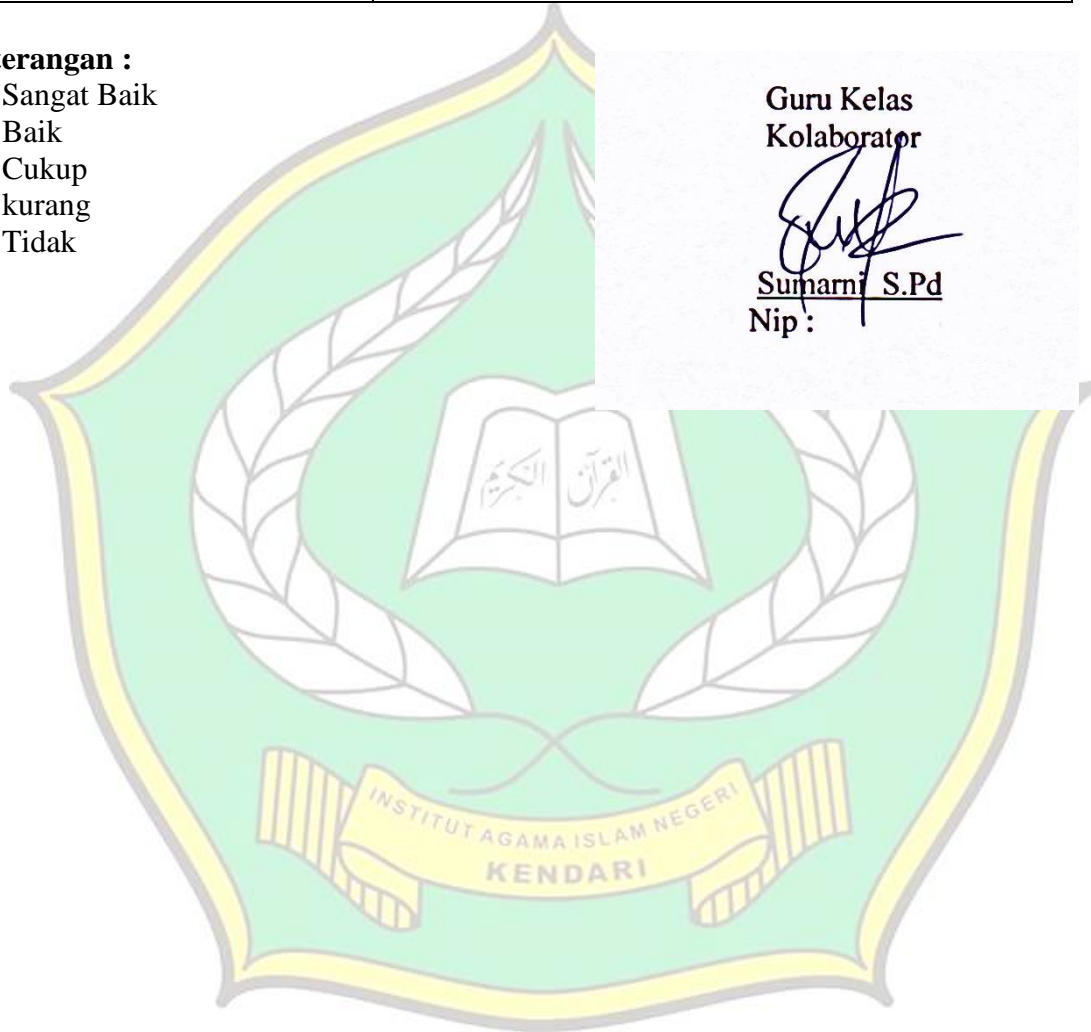 terangan :
Sangat Baik
Baik
Cukup
kurang
Tidak
Guru Kelas
Kolaborator
Sumarni S.Pd
Nip :
القرآن الكريم
INSTITUT AGAMA ISLAM NEGERI
KENDARI